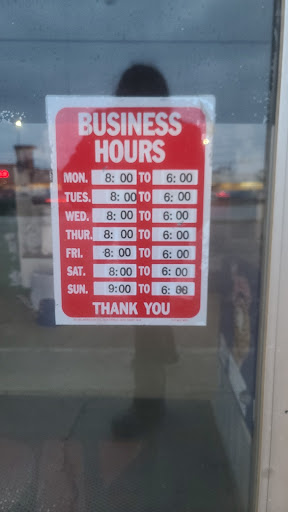 BUSINESS
HOURS
MON. 8: 00 TO 6: 00
TUES. 8: 00 TO 6: 00
WED. 8: 00 TO 6: 00
THUR. 8: 00 TO 6: 00
FRI. 8: 00 TO 6: 00
SAT. 8:00 TO 6: 00
SUN. 9:00 TO 6: 00
THANK YOU